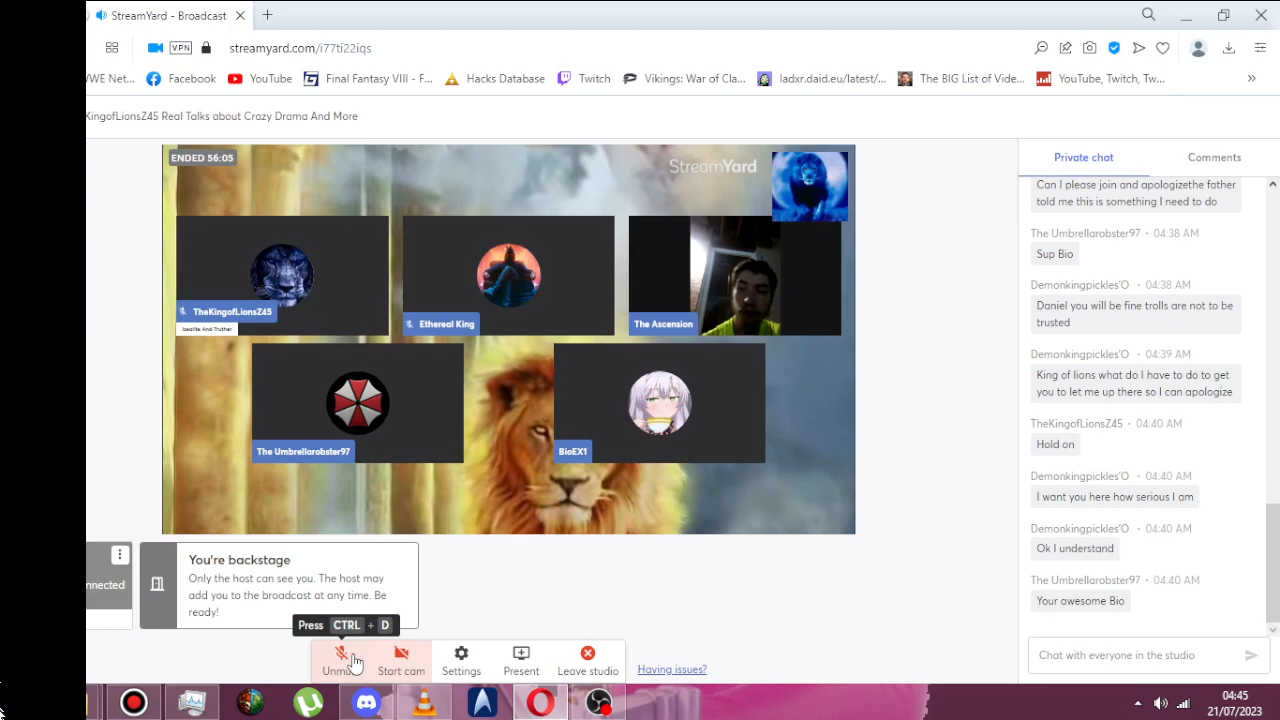 StreamYard - Broadcast
VPN
streamyard.com/i77ti22iqs
WWE Net...
Facebook
YouTube
Final Fantasy VIII - F...
Hacks Database
Twitch
Vikings: War of Cla...
ladxr.daid.eu/latest/...
The BIG List of Vide...
YouTube, Twitch, Tw...
KingofLionsZ45 Real Talks about Crazy Drama And More
ENDED 56:05
StreamYard
TheKingofLionsZ45
Isealite And Truther
Ethereal King
The Ascension
The Umbrellarobster97
BioEX1
nnected
You're backstage
Only the host can see you. The host may
add you to the broadcast at any time. Be
ready!
Press CTRL + D
Unmu
Start cam
Settings
Present
Leave studio
Having issues?
Private chat
Comments
Can I please join and apologizethe father
told me this is something I need to do
The Umbrellarobster97 • 04:38 AM
Sup Bio
Demonkingpickles'O • 04:38 AM
Daniel you will be fine trolls are not to be
trusted
Demonkingpickles'O • 04:39 AM
King of lions what do I have to do to get
you to let me up there so I can apologize
TheKingofLionsZ45 • 04:40 AM
Hold on
Demonkingpickles'O • 04:40 AM
I want you here how serious I am
Demonkingpickles'O • 04:40 AM
Ok I understand
The Umbrellarobster97 • 04:40 AM
Your awesome Bio
Chat with everyone in the studio
04:45
21/07/2023